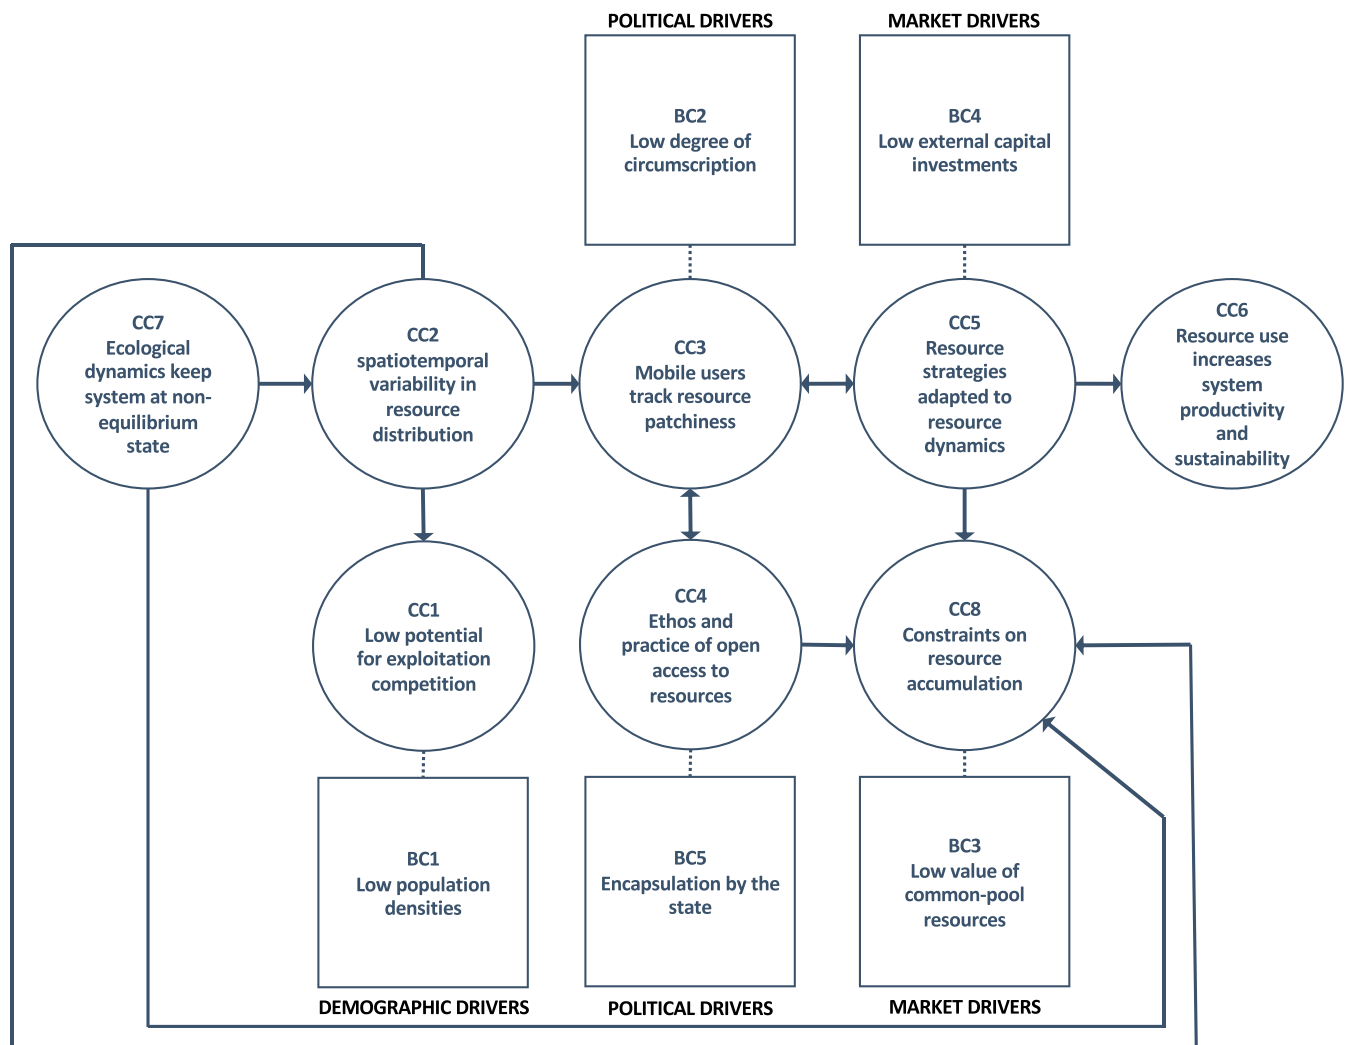 POLITICAL DRIVERS
MARKET DRIVERS
BC2
Low degree of
circumscription
BC4
Low external capital
investments
CC7
Ecological
dynamics keep
system at non-
equilibrium
state
CC2
spatiotemporal
variability in
resource
distribution
CC3
Mobile users
track resource
patchiness
CC5
Resource
strategies
adapted to
resource
dynamics
CC6
Resource use
increases
system
productivity
and
sustainability
CC1
Low potential
for exploitation
competition
CC4
Ethos and
practice of open
access to
resources
CC8
Constraints on
resource
accumulation
BC1
Low population
densities
BC5
Encapsulation by the
state
BC3
Low value of
common-pool
resources
DEMOGRAPHIC DRIVERS
POLITICAL DRIVERS
MARKET DRIVERS